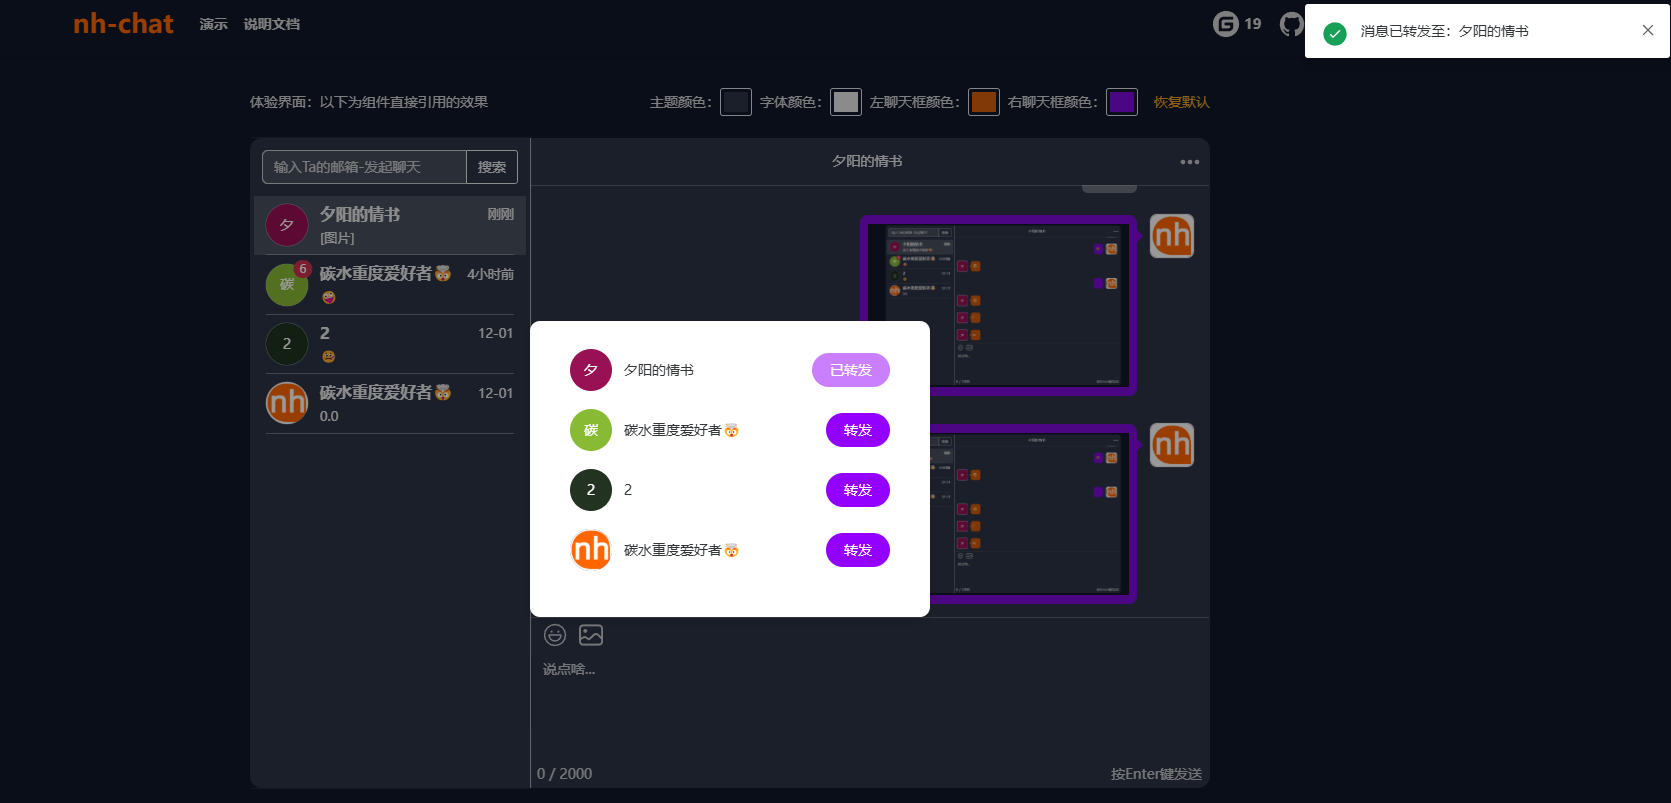 nh-chat 演示 说明文档 19
消息已转发至：夕阳的情书
体验界面：以下为组件直接引用的效果 主题颜色： 字体颜色： 左聊天框颜色： 右聊天框颜色： 恢复默认
输入Ta的邮箱-发起聊天 搜索
夕 夕阳的情书 刚刚
[图片]
碳 6 碳水重度爱好者🤯 4小时前
🤪
2 2 12-01
nh 碳水重度爱好者🤯 12-01
0.0
夕阳的情书
nh
nh
夕 夕阳的情书 已转发
碳 碳水重度爱好者🤯 转发
2 2 转发
nh 碳水重度爱好者🤯 转发
说点啥...
0 / 2000 按Enter键发送